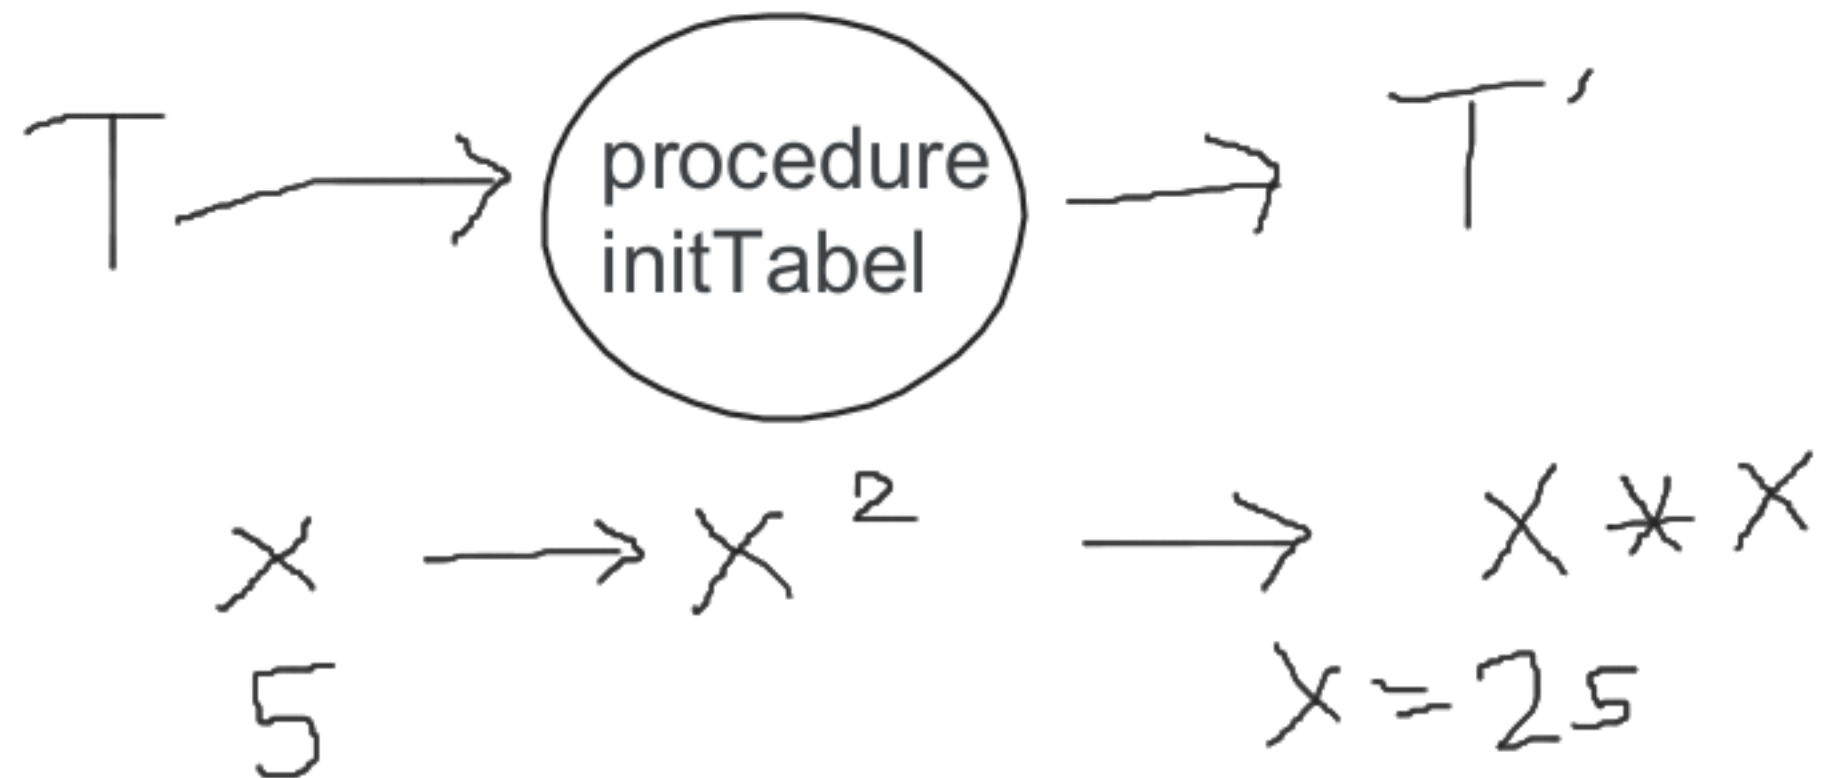 T → procedure initTabel → T'
x → x² → x * x
5 x = 25